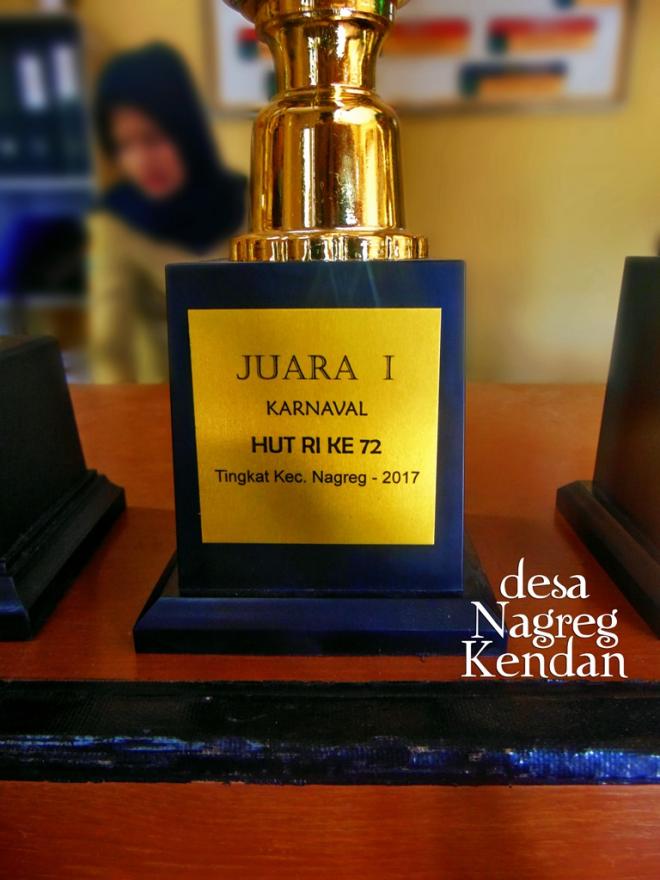 JUARA I
KARNAVAL
HUT RI KE 72
Tingkat Kec. Nagreg - 2017
desa
Nagreg
Kendan